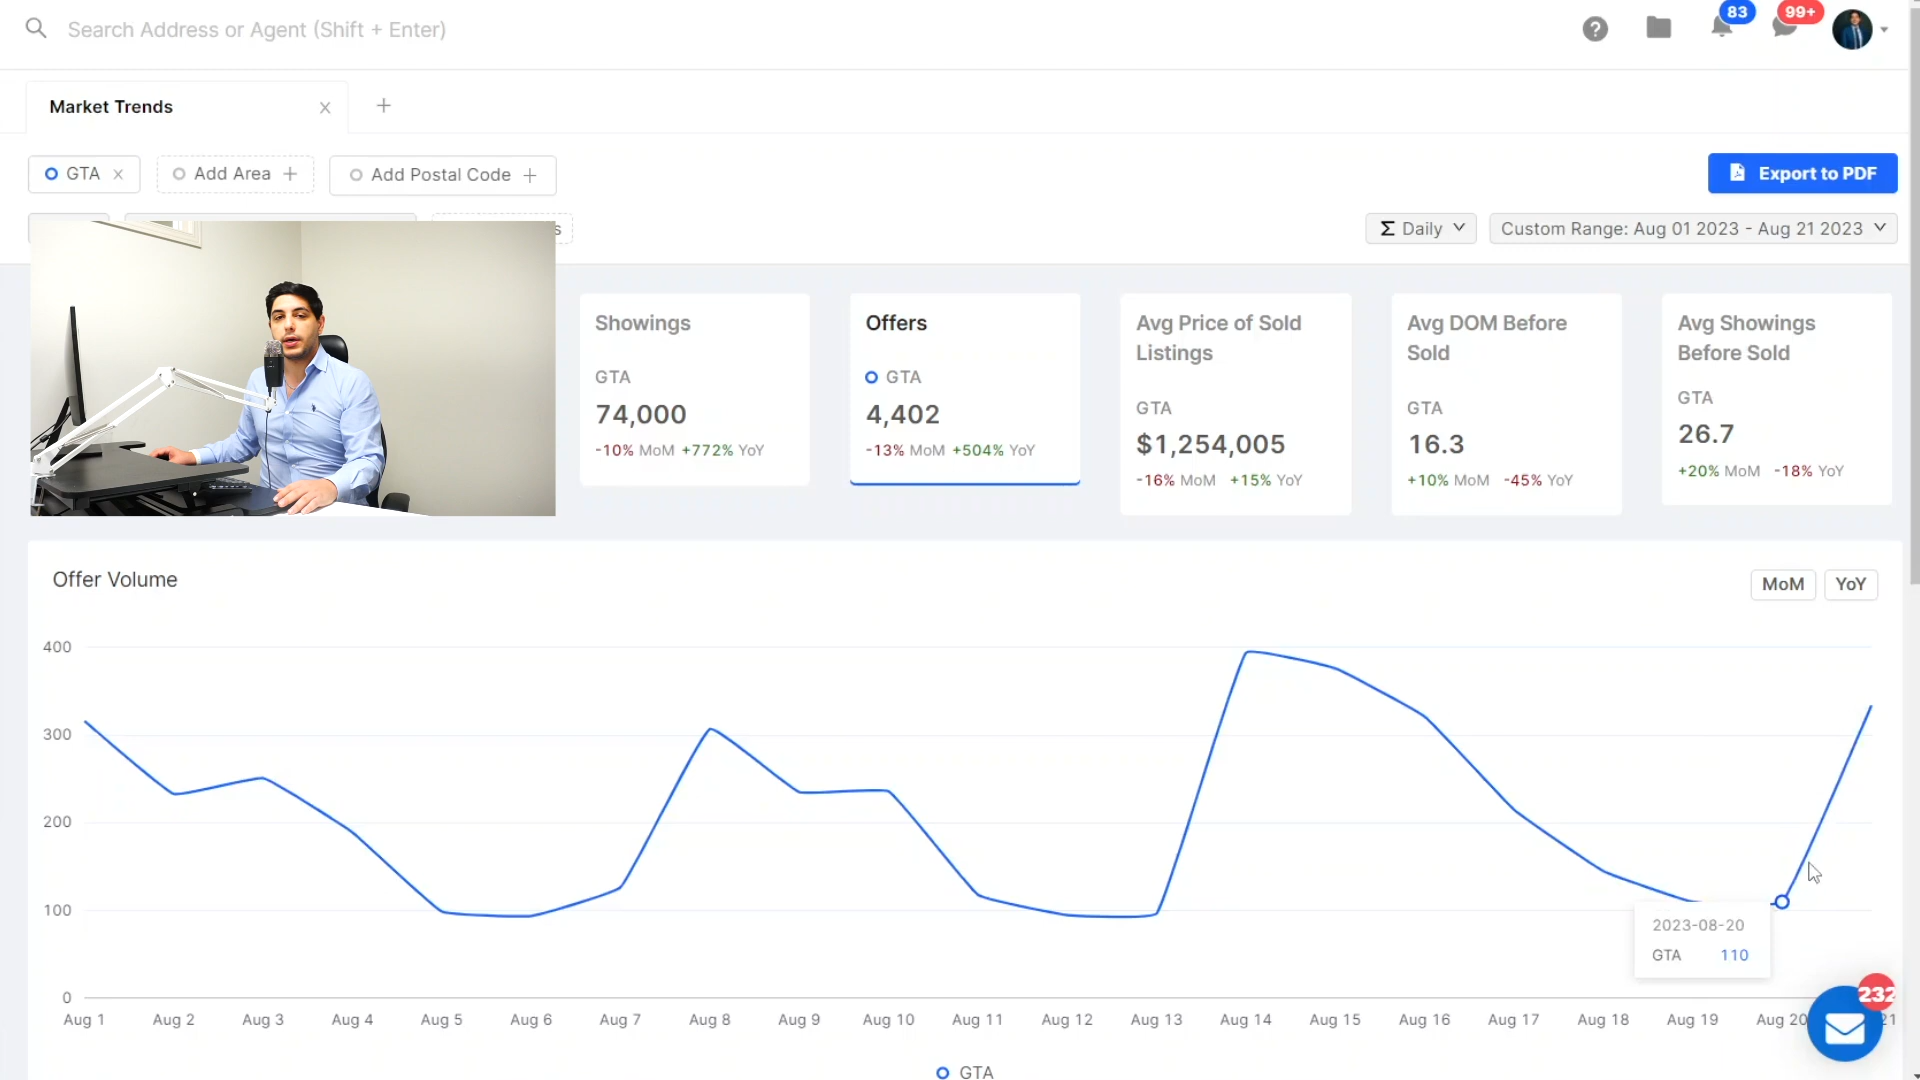 Search Address or Agent (Shift + Enter)
83
99+
Market Trends
GTA
Add Area
Add Postal Code
Export to PDF
s
Σ Daily
Custom Range: Aug 01 2023 - Aug 21 2023
Showings
GTA
74,000
-10% MoM +772% YoY
Offers
GTA
4,402
-13% MoM +504% YoY
Avg Price of Sold
Listings
GTA
$1,254,005
-16% MoM +15% YoY
Avg DOM Before
Sold
GTA
16.3
+10% MoM -45% YoY
Avg Showings
Before Sold
GTA
26.7
+20% MoM -18% YoY
Offer Volume
MoM YoY
400
300
200
100
0
2023-08-20
GTA 110
232
Aug 1 Aug 2 Aug 3 Aug 4 Aug 5 Aug 6 Aug 7 Aug 8 Aug 9 Aug 10 Aug 11 Aug 12 Aug 13 Aug 14 Aug 15 Aug 16 Aug 17 Aug 18 Aug 19 Aug 20 21
GTA